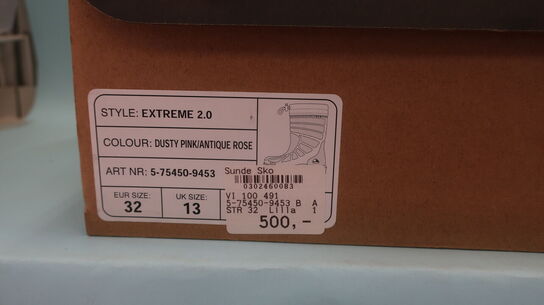 STYLE: EXTREME 2.0
COLOUR: DUSTY PINK/ANTIQUE ROSE
ART NR: 5-75450-9453
EUR SIZE: UK SIZE:
32 13
Sunde Sko
0302460083
VI 100 491
5-75450-9453 B A
STR 32 Lilla 1
500,-